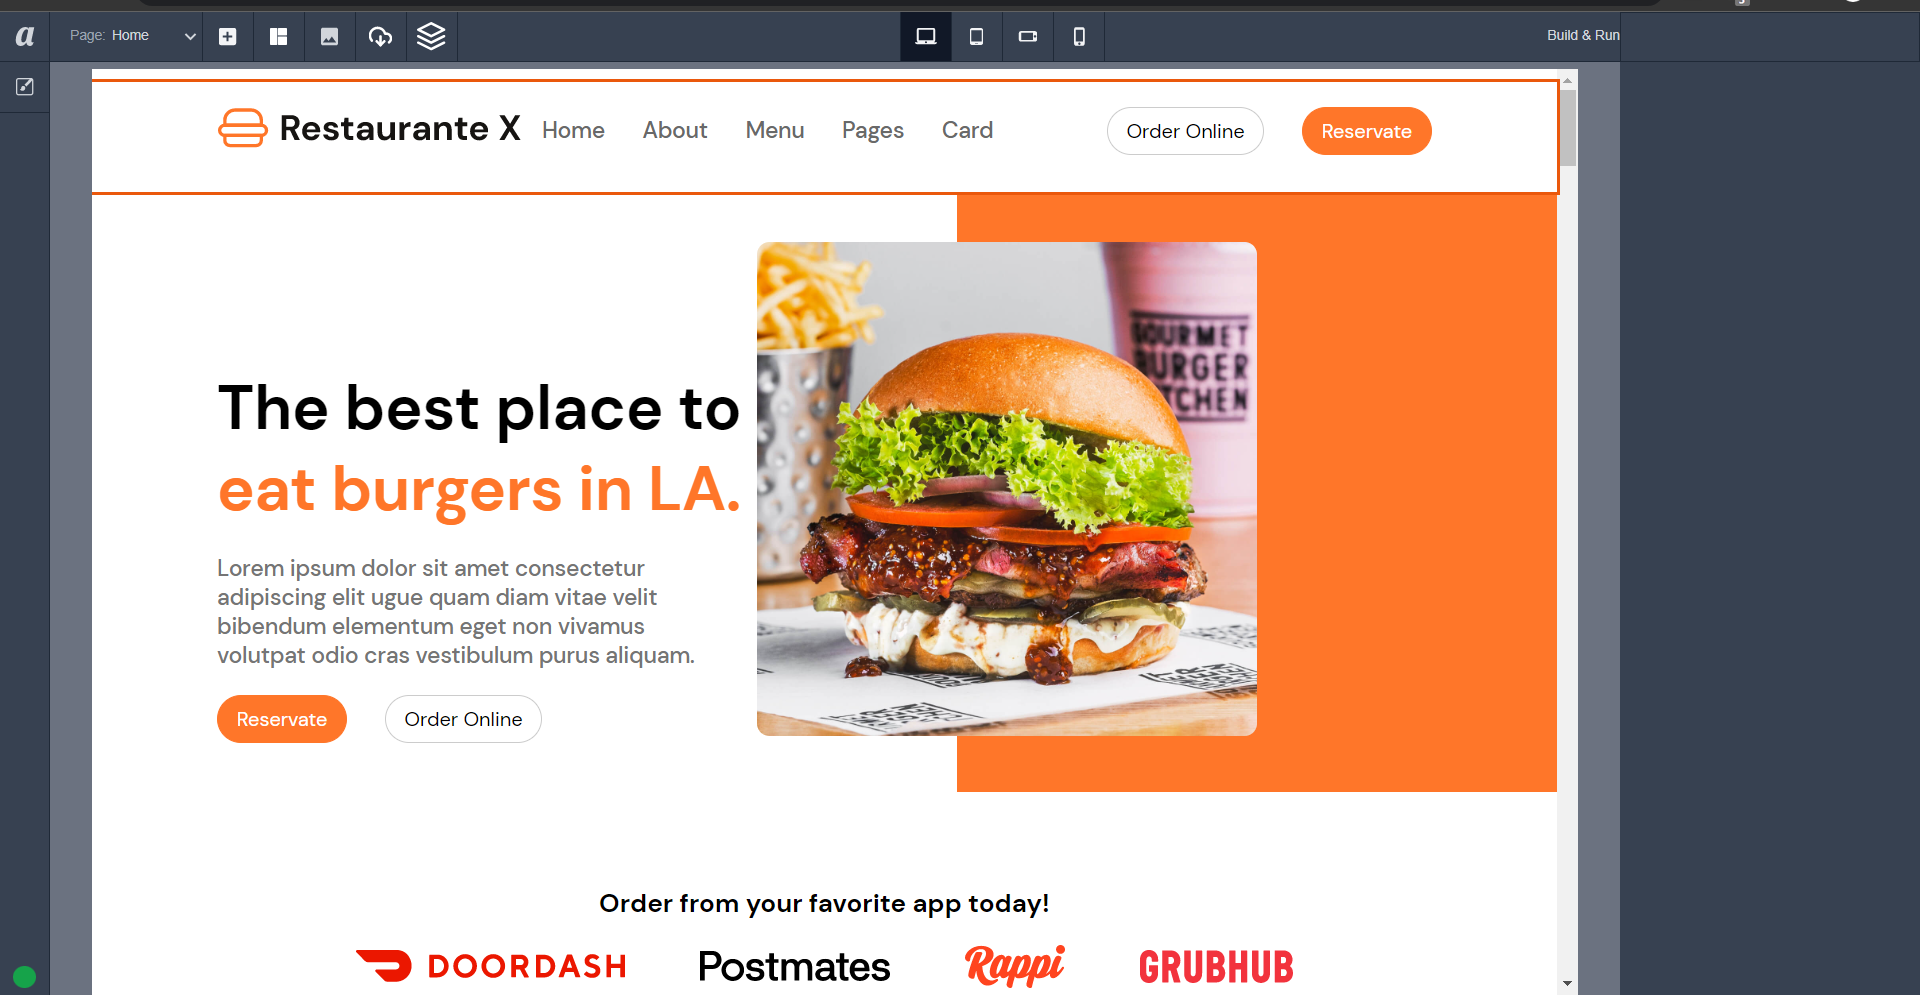 a Page: Home Build & Run
Restaurante X Home About Menu Pages Card Order Online Reservate
GOURMET
BURGER
KITCHEN
The best place to
eat burgers in LA.
Lorem ipsum dolor sit amet consectetur
adipiscing elit ugue quam diam vitae velit
bibendum elementum eget non vivamus
volutpat odio cras vestibulum purus aliquam.
Reservate Order Online
Order from your favorite app today!
DOORDASH Postmates Rappi GRUBHUB